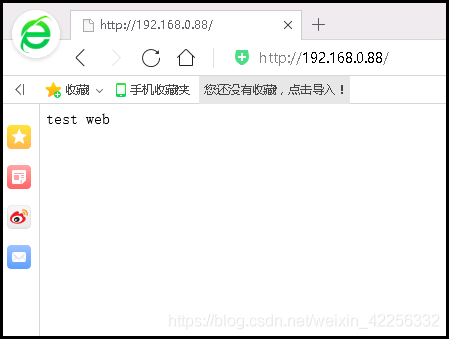 http://192.168.0.88/
http://192.168.0.88/
收藏 手机收藏夹 您还没有收藏，点击导入！
test web
https://blog.csdn.net/weixin_42256332